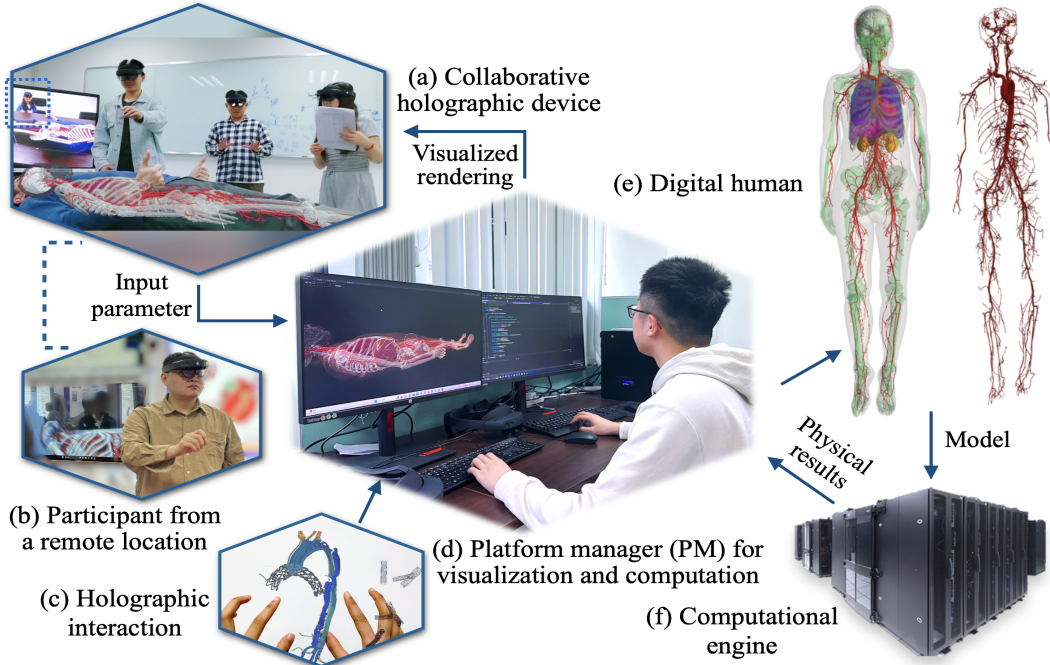 (a) Collaborative
holographic device
Visualized
rendering
(e) Digital human
Input
parameter
Physical
results
Model
(b) Participant from
a remote location
(d) Platform manager (PM) for
visualization and computation
(c) Holographic
interaction
(f) Computational
engine